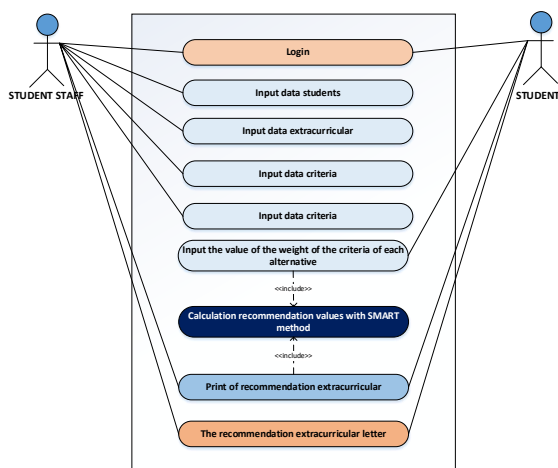 Login
STUDENT STAFF
STUDENT
Input data students
Input data extracurricular
Input data criteria
Input data criteria
Input the value of the weight of the criteria of each
alternative
<<include>>
Calculation recommendation values with SMART
method
<<include>>
Print of recommendation extracurricular
The recommendation extracurricular letter